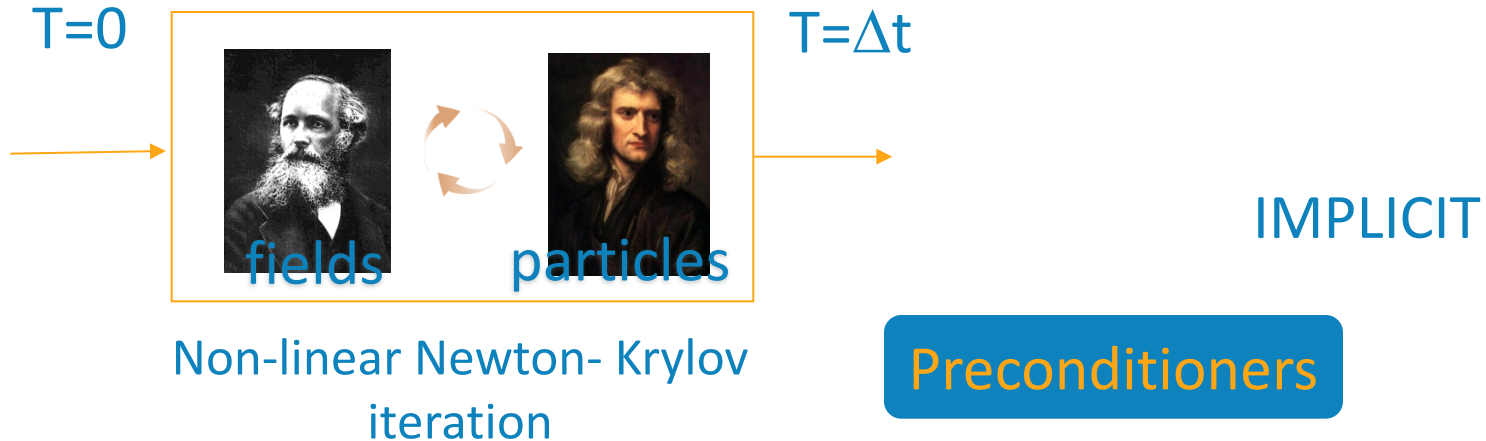 T=0
T=Δt
fields
particles
IMPLICIT
Non-linear Newton- Krylov
iteration
Preconditioners